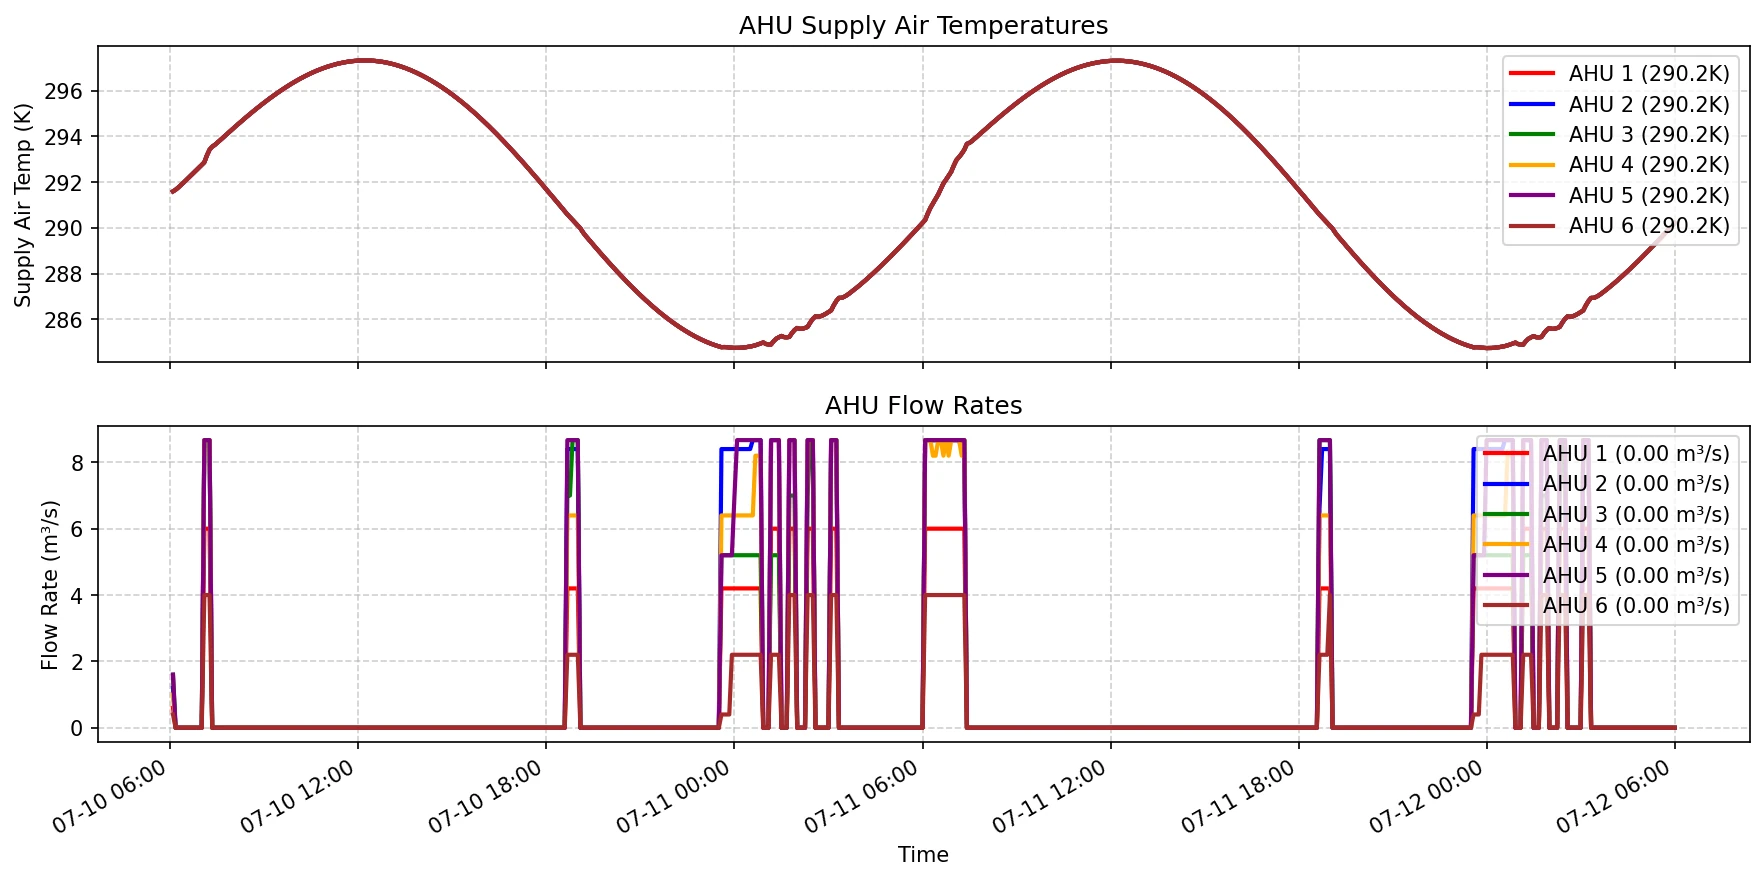 AHU Supply Air Temperatures
Supply Air Temp (K)
296
294
292
290
288
286
AHU 1 (290.2K)
AHU 2 (290.2K)
AHU 3 (290.2K)
AHU 4 (290.2K)
AHU 5 (290.2K)
AHU 6 (290.2K)
AHU Flow Rates
Flow Rate (m³/s)
8
6
4
2
0
AHU 1 (0.00 m³/s)
AHU 2 (0.00 m³/s)
AHU 3 (0.00 m³/s)
AHU 4 (0.00 m³/s)
AHU 5 (0.00 m³/s)
AHU 6 (0.00 m³/s)
07-10 06:00
07-10 12:00
07-10 18:00
07-11 00:00
07-11 06:00
07-11 12:00
07-11 18:00
07-12 00:00
07-12 06:00
Time